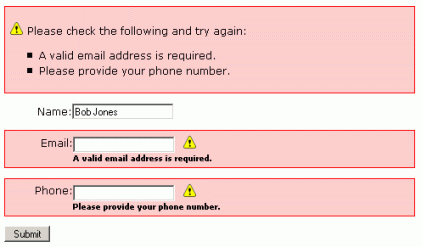 Please check the following and try again:
A valid email address is required.
Please provide your phone number.
Name: Bob Jones
Email:
A valid email address is required.
Phone:
Please provide your phone number.
Submit